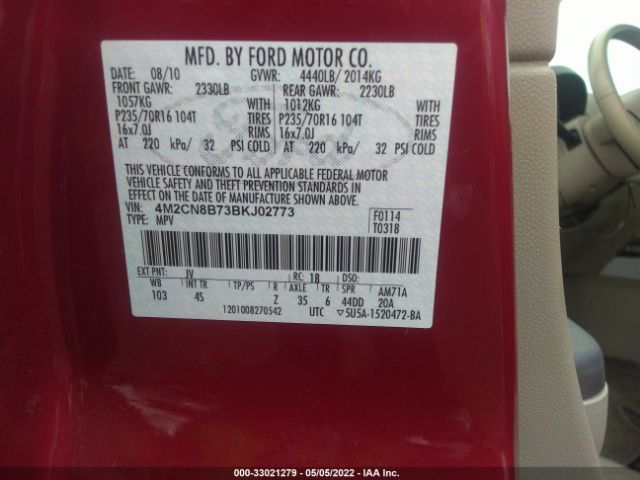 MFD. BY FORD MOTOR CO.
DATE: 08/10 GVWR: 4440LB/ 2014KG
FRONT GAWR: 2330LB REAR GAWR: 2230LB
1057KG WITH 1012KG WITH
P235/70R16 104T TIRES P235/70R16 104T TIRES
16x7.0J RIMS 16x7.0J RIMS
AT 220 kPa/ 32 PSI COLD AT 220 kPa/ 32 PSI COLD
THIS VEHICLE CONFORMS TO ALL APPLICABLE FEDERAL MOTOR
VEHICLE SAFETY AND THEFT PREVENTION STANDARDS IN
EFFECT ON THE DATE OF MANUFACTURE SHOWN ABOVE.
VIN: 4M2CN8B73BKJ02773 F0114
TYPE: MPV T0318
EXT PNT: JV RC: 18 DSO:
WB INT TR TP/PS R AXLE TR SPR AM71A
103 4S Z 35 6 44DD 20A
1201008270542 UTC ▽5U5A-1520472-BA
000-33021279 - 05/05/2022 - IAA Inc.